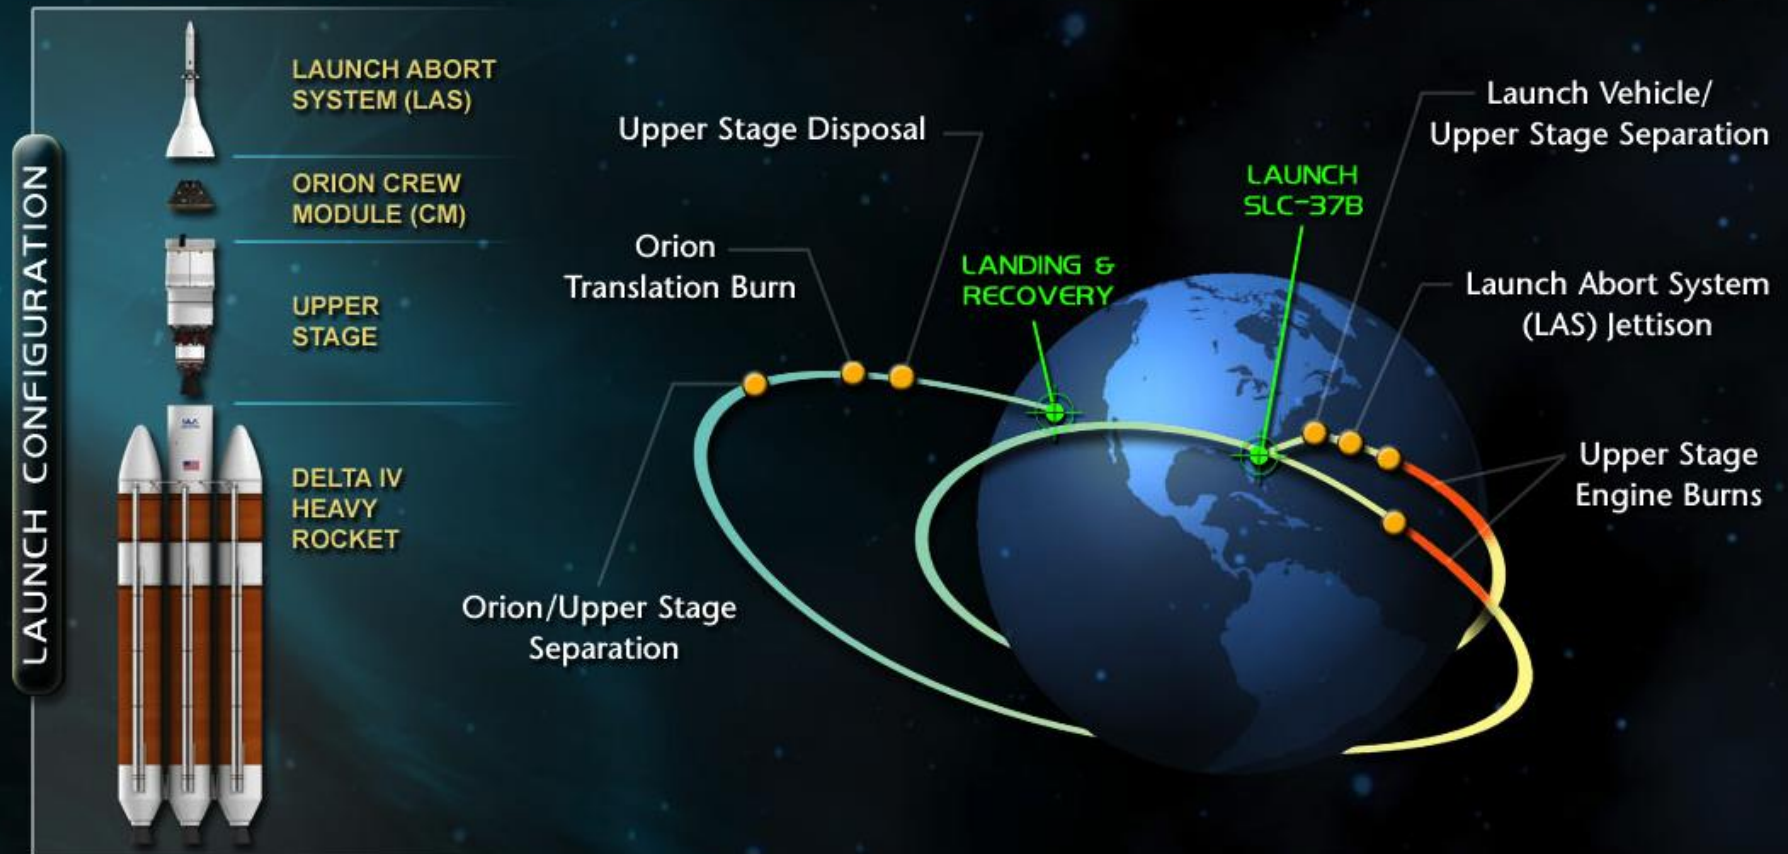 LAUNCH CONFIGURATION
LAUNCH ABORT
SYSTEM (LAS)
ORION CREW
MODULE (CM)
UPPER
STAGE
DELTA IV
HEAVY
ROCKET
Upper Stage Disposal
Orion
Translation Burn
Orion/Upper Stage
Separation
LANDING &
RECOVERY
LAUNCH
SLC-37B
Launch Vehicle/
Upper Stage Separation
Launch Abort System
(LAS) Jettison
Upper Stage
Engine Burns